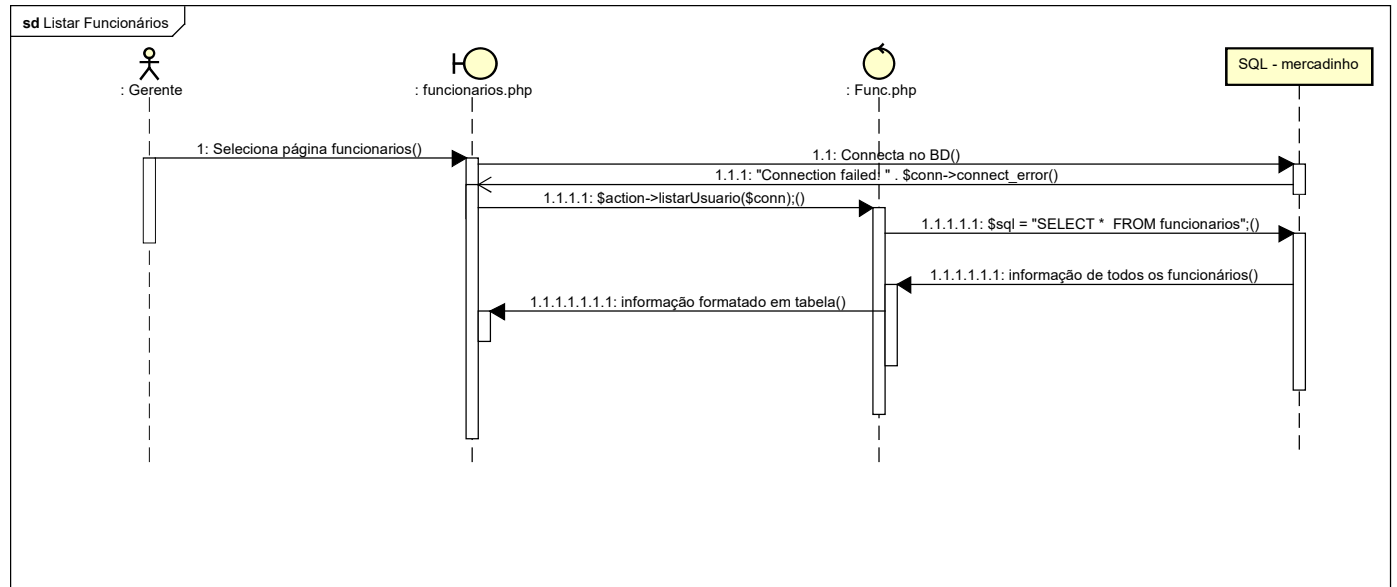 sd Listar Funcionários
: Gerente
: funcionarios.php
: Func.php
SQL - mercadinho
1: Seleciona página funcionarios()
1.1: Connecta no BD()
1.1.1: "Connection failed: " . $conn->connect_error()
1.1.1.1: $action->listarUsuario($conn);()
1.1.1.1.1: $sql = "SELECT * FROM funcionarios";()
1.1.1.1.1.1: informação de todos os funcionários()
1.1.1.1.1.1.1: informação formatado em tabela()